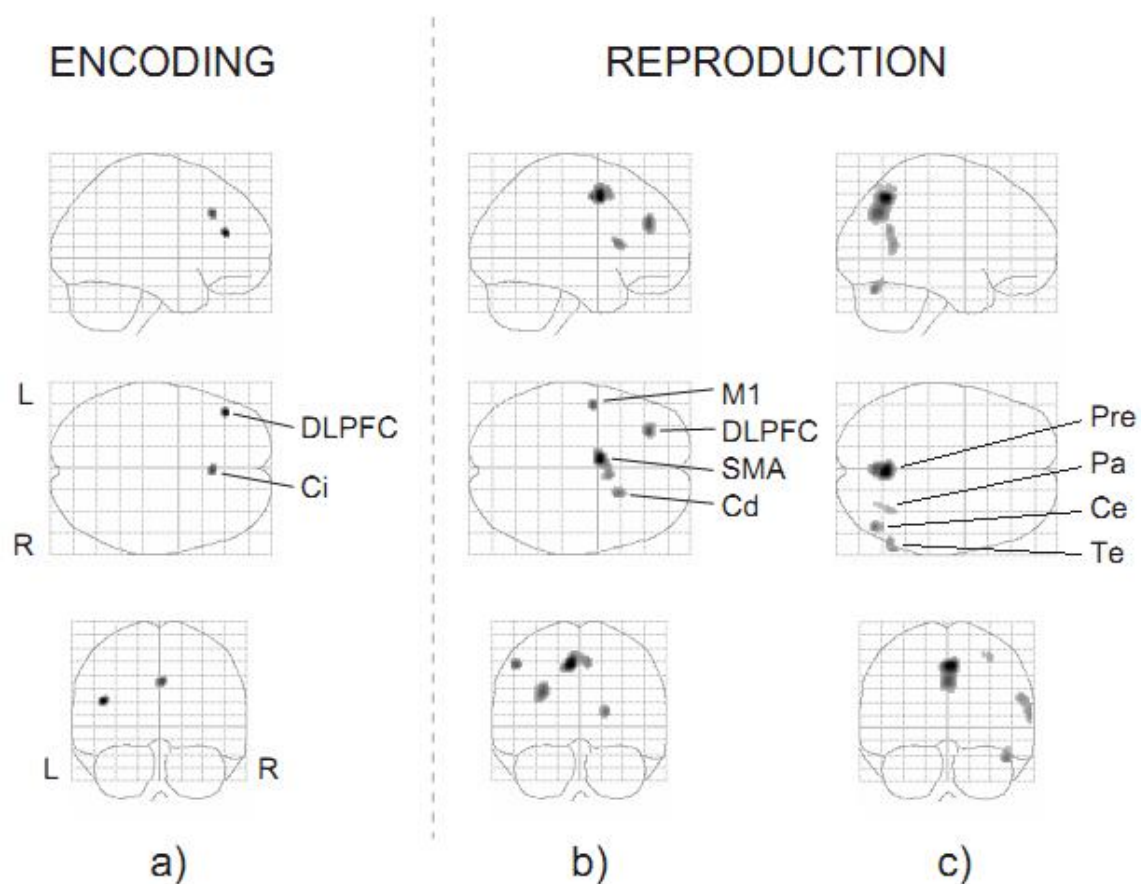 ENCODING
REPRODUCTION
L
R
DLPFC
Ci
M1
DLPFC
SMA
Cd
Pre
Pa
Ce
Te
L
R
a)
b)
c)